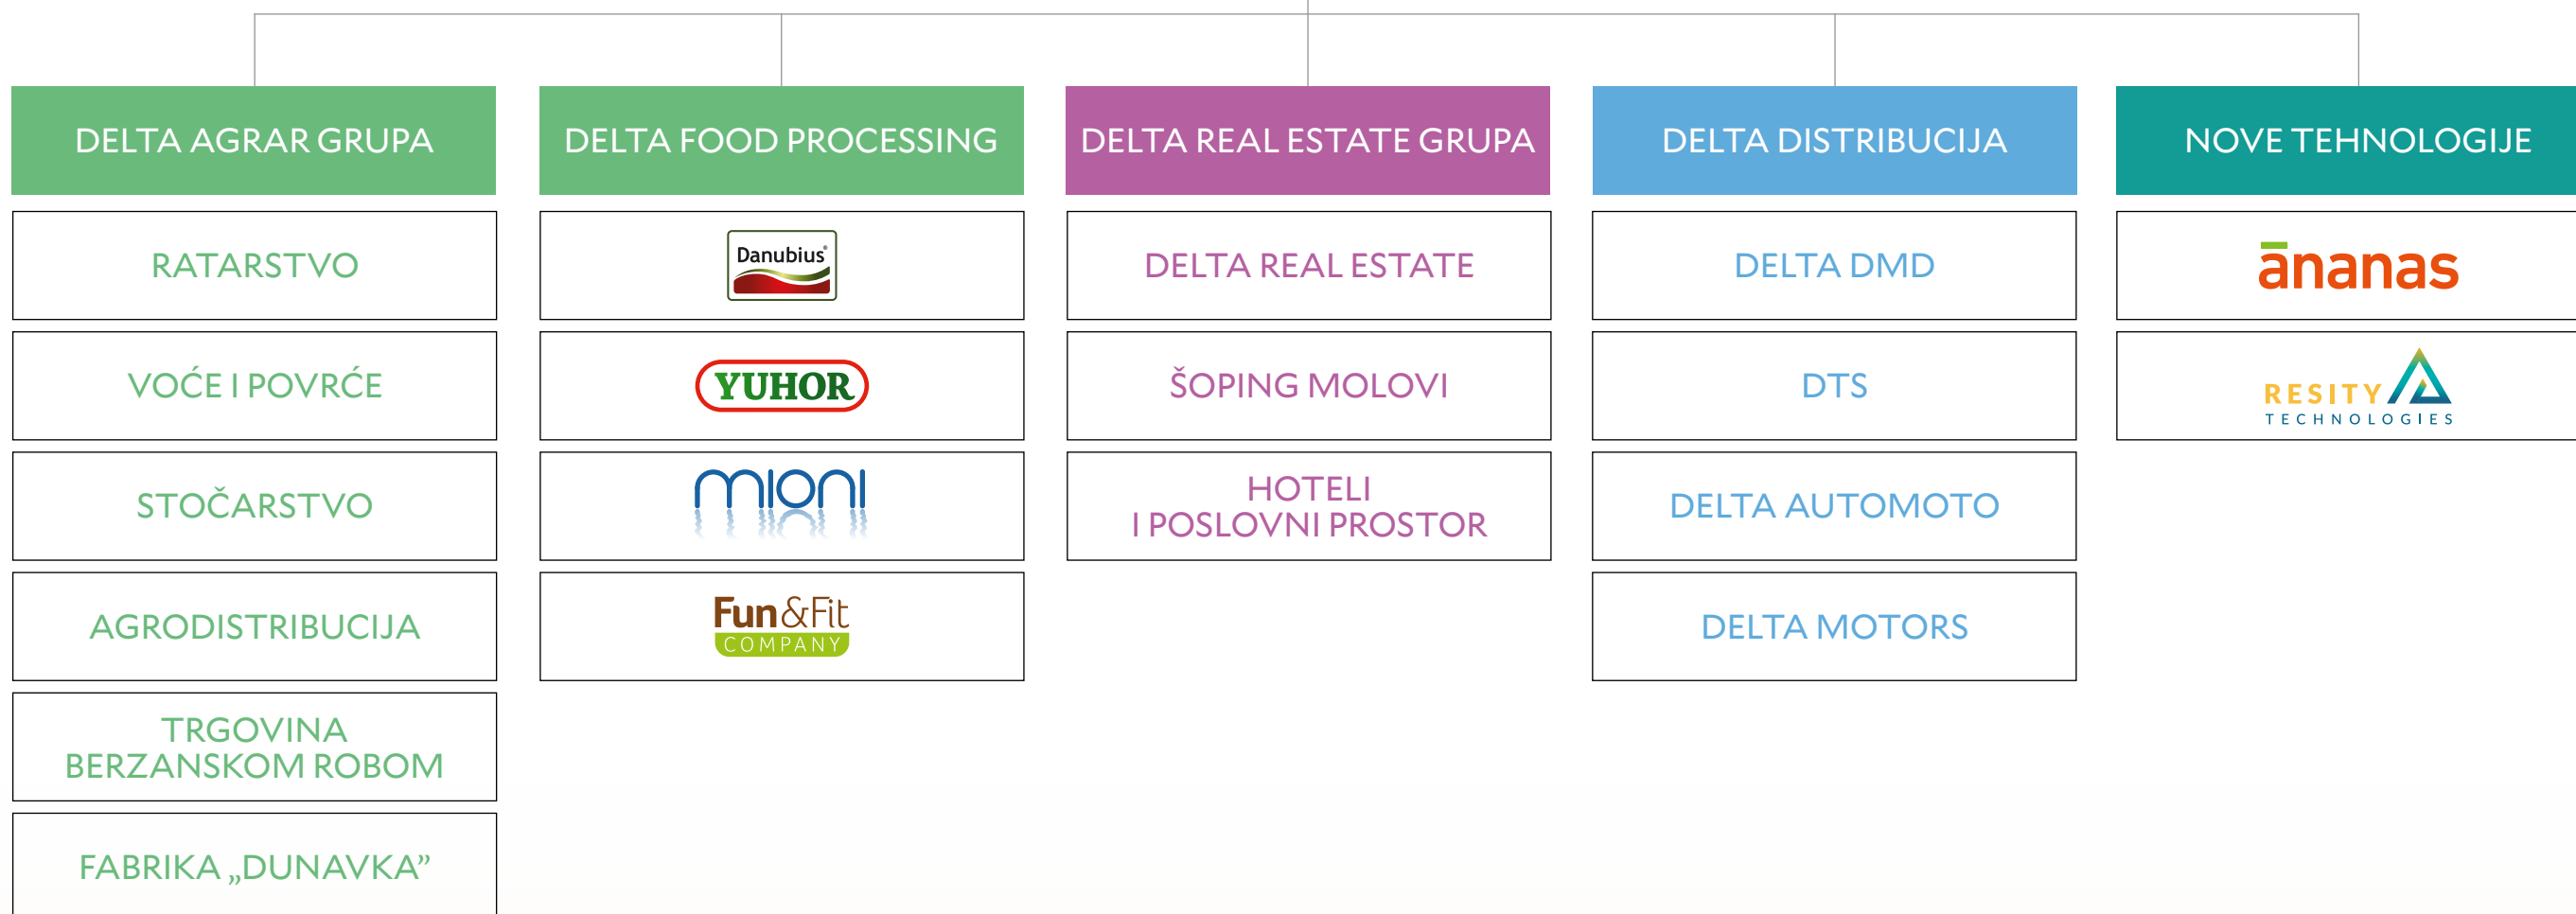 DELTA AGRAR GRUPA
RATARSTVO
VOĆE I POVRĆE
STOČARSTVO
AGRODISTRIBUCIJA
TRGOVINA
BERZANSKOM ROBOM
FABRIKA „DUNAVKA”
DELTA FOOD PROCESSING
Danubius®
YUHOR
mioni
Fun&Fit
COMPANY
DELTA REAL ESTATE GRUPA
DELTA REAL ESTATE
ŠOPING MOLOVI
HOTELI
I POSLOVNI PROSTOR
DELTA DISTRIBUCIJA
DELTA DMD
DTS
DELTA AUTOMOTO
DELTA MOTORS
NOVE TEHNOLOGIJE
ānanas
RESITY
TECHNOLOGIES